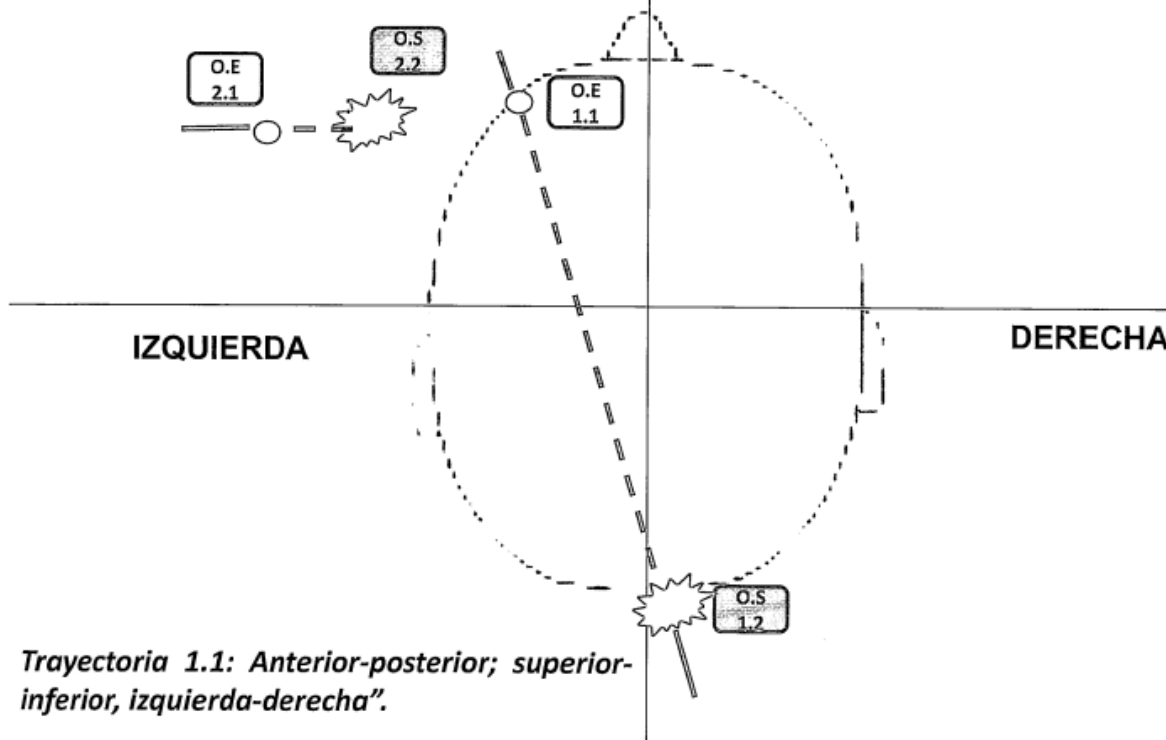 O.S
2.2
O.E
2.1
O.E
1.1
IZQUIERDA
DERECHA
O.S
1.2
Trayectoria 1.1: Anterior-posterior; superior-
inferior, izquierda-derecha”.